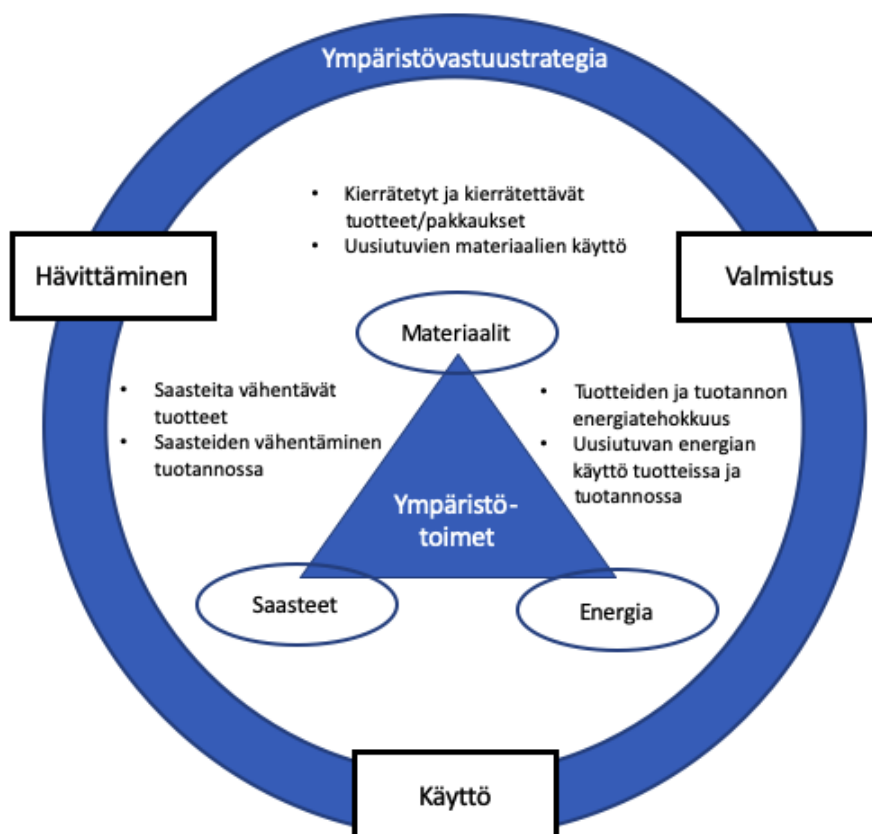 Ympäristövastuustrategia
• Kierrätetyt ja kierrätettävät
tuotteet/pakkaukset
• Uusiutuvien materiaalien käyttö
Hävittäminen
Valmistus
Materiaalit
• Saasteita vähentävät
tuotteet
• Saasteiden vähentäminen
tuotannossa
• Tuotteiden ja tuotannon
energiatehokkuus
• Uusiutuvan energian
käyttö tuotteissa ja
tuotannossa
Ympäristö-
toimet
Saasteet
Energia
Käyttö